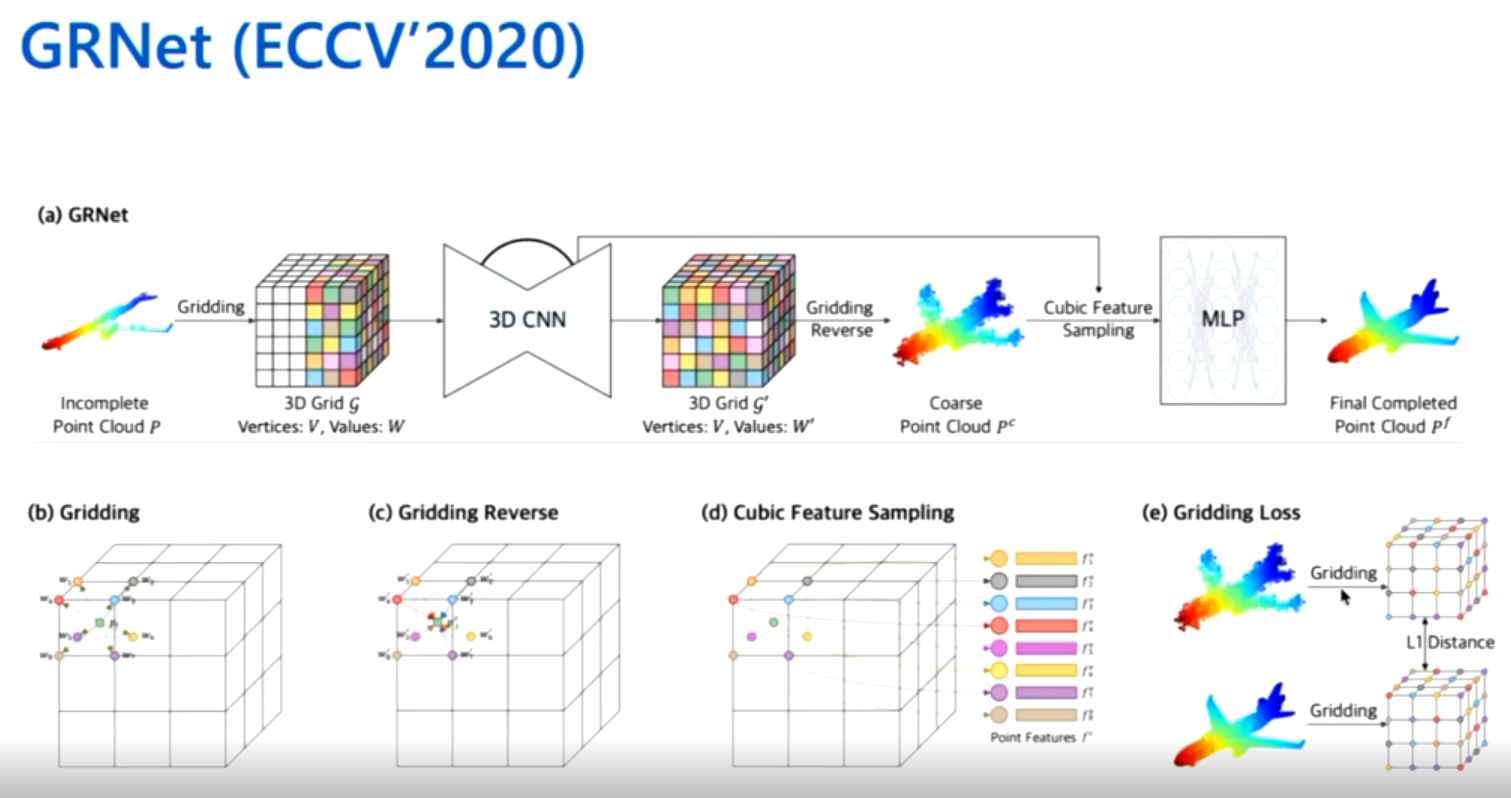 GRNet (ECCV'2020)
(a) GRNet
Gridding
3D CNN
Gridding
Reverse
Cubic Feature
Sampling
MLP
Incomplete
Point Cloud P
3D Grid 𝒢
Vertices: V, Values: W
3D Grid 𝒢′
Vertices: V, Values: W′
Coarse
Point Cloud Pᶜ
Final Completed
Point Cloud Pᶠ
(b) Gridding
(c) Gridding Reverse
(d) Cubic Feature Sampling
Point Features
(e) Gridding Loss
Gridding
L1 Distance
Gridding